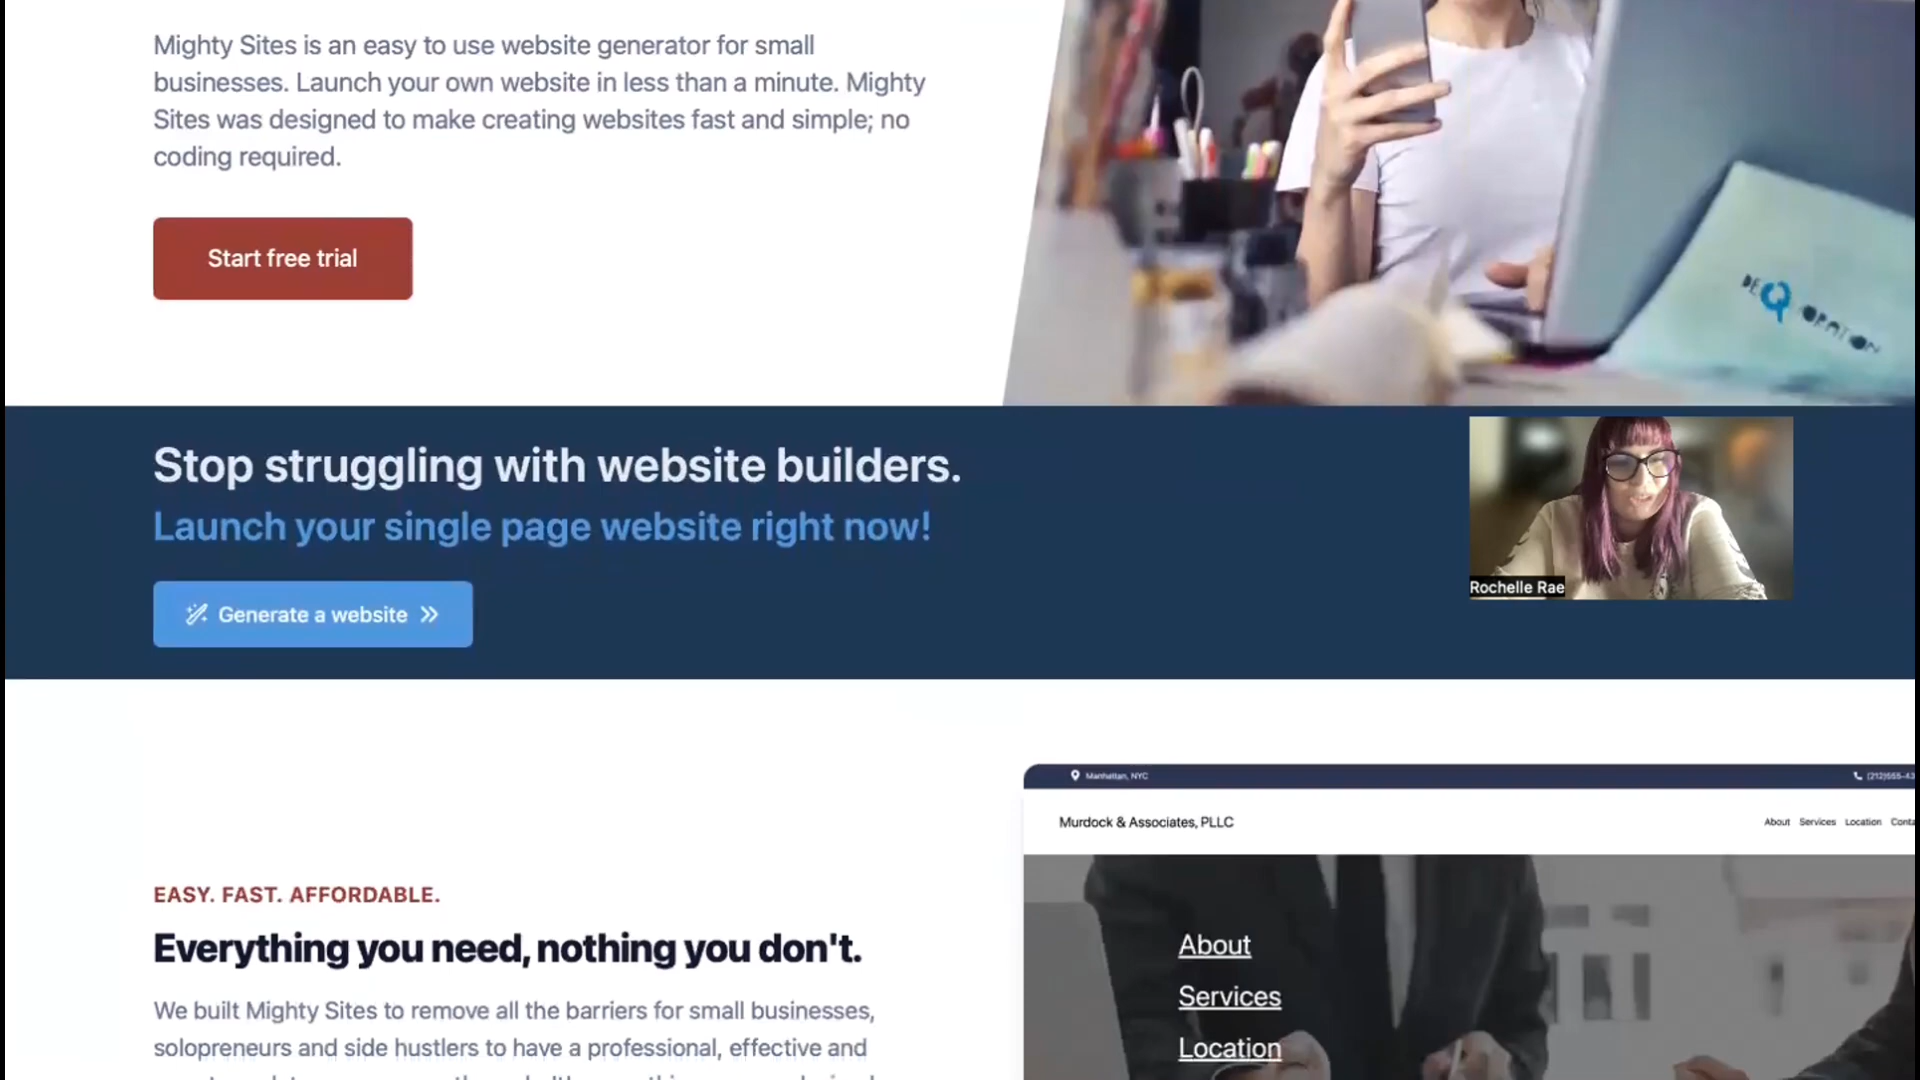 Mighty Sites is an easy to use website generator for small
businesses. Launch your own website in less than a minute. Mighty
Sites was designed to make creating websites fast and simple; no
coding required.
Start free trial
Stop struggling with website builders.
Launch your single page website right now!
Rochelle Rae
Generate a website
Manhattan, NYC
Murdock & Associates, PLLC
About Services Location
EASY. FAST. AFFORDABLE.
Everything you need, nothing you don't.
About
Services
Location
We built Mighty Sites to remove all the barriers for small businesses,
solopreneurs and side hustlers to have a professional, effective and